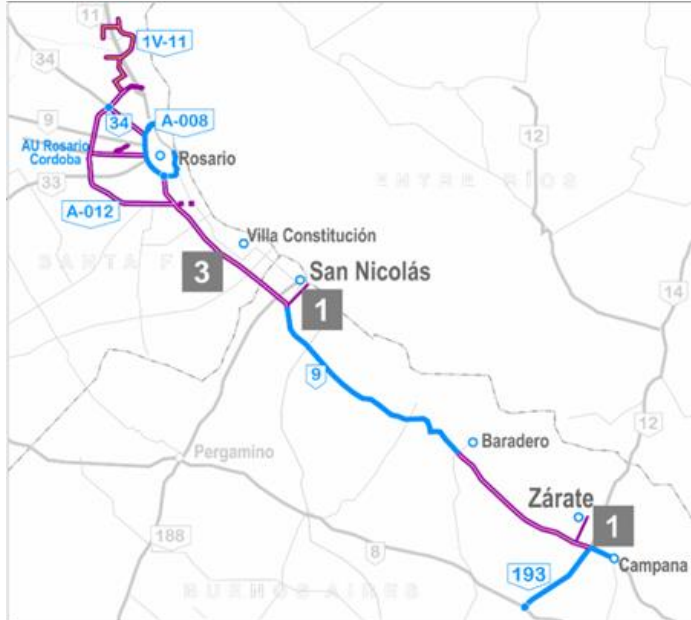 11
1V-11
34
34
A-008
9
AU Rosario
Cordoba
Rosario
33
A-012
12
ENTRE RÍOS
Villa Constitución
SANTA F
3
San Nicolás
1
14
9
Pergamino
Baradero
12
Zárate
1
188
8
193
Campana
BUENOS AIRES